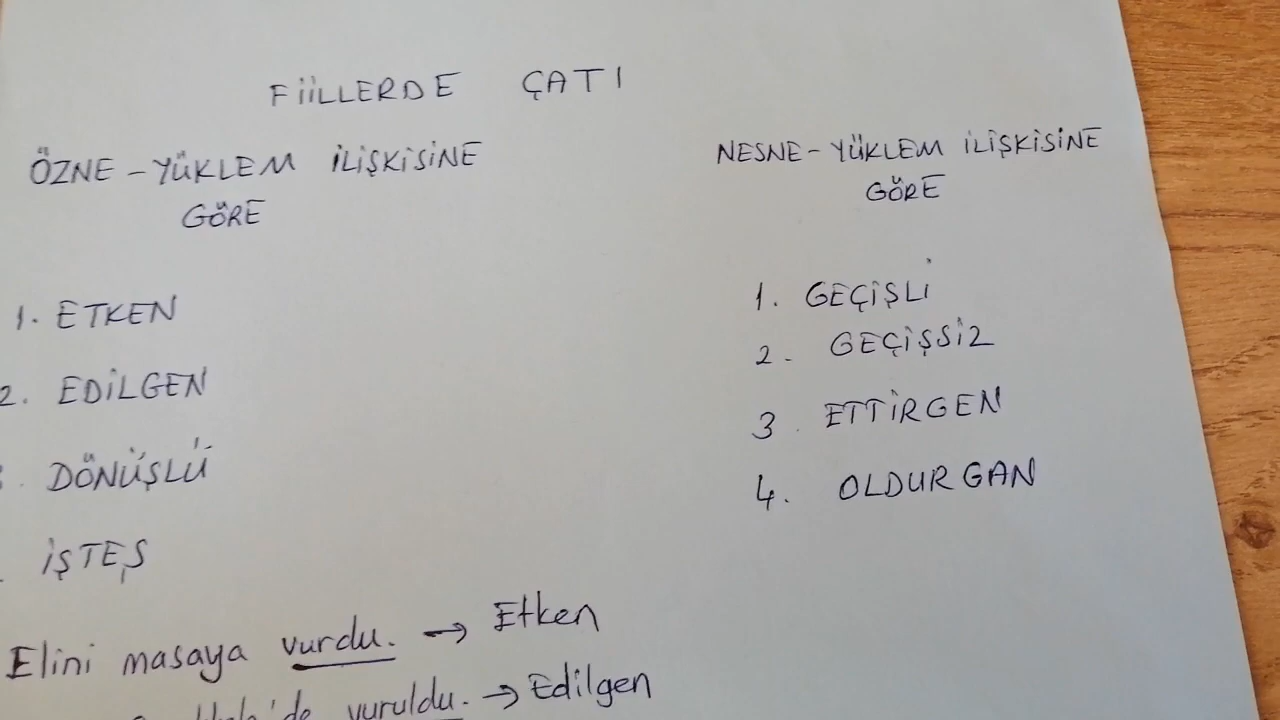 FİİLLERDE ÇATI
ÖZNE - YÜKLEM İLİŞKİSİNE
GÖRE
1. ETKEN
2. EDİLGEN
DÖNÜŞLÜ
İŞTEŞ
NESNE - YÜKLEM İLİŞKİSİNE
GÖRE
1. GEÇİŞLİ
2. GEÇİŞSİZ
3. ETTİRGEN
4. OLDURGAN
Elini masaya vurdu. → Etken
'de vuruldu. → Edilgen